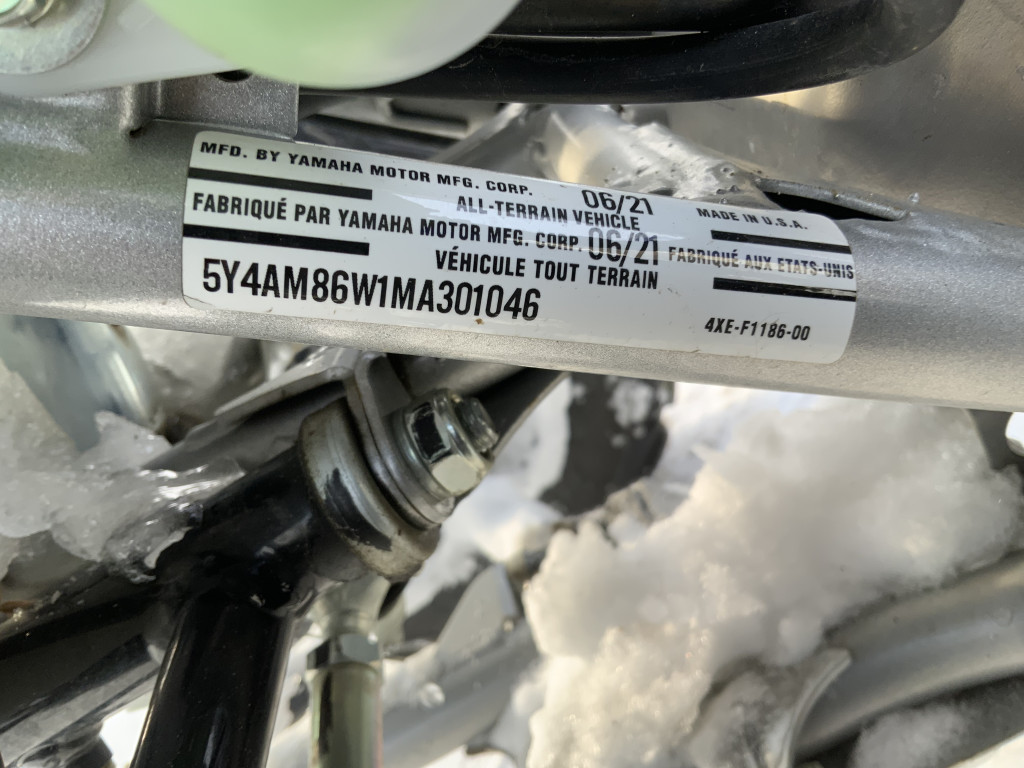 MFD. BY YAMAHA MOTOR MFG. CORP. 06/21
ALL-TERRAIN VEHICLE
MADE IN U.S.A.
FABRIQUÉ PAR YAMAHA MOTOR MFG. CORP. 06/21
VÉHICULE TOUT TERRAIN
FABRIQUÉ AUX ETATS-UNIS
5Y4AM86W1MA301046
4XE-F1186-00